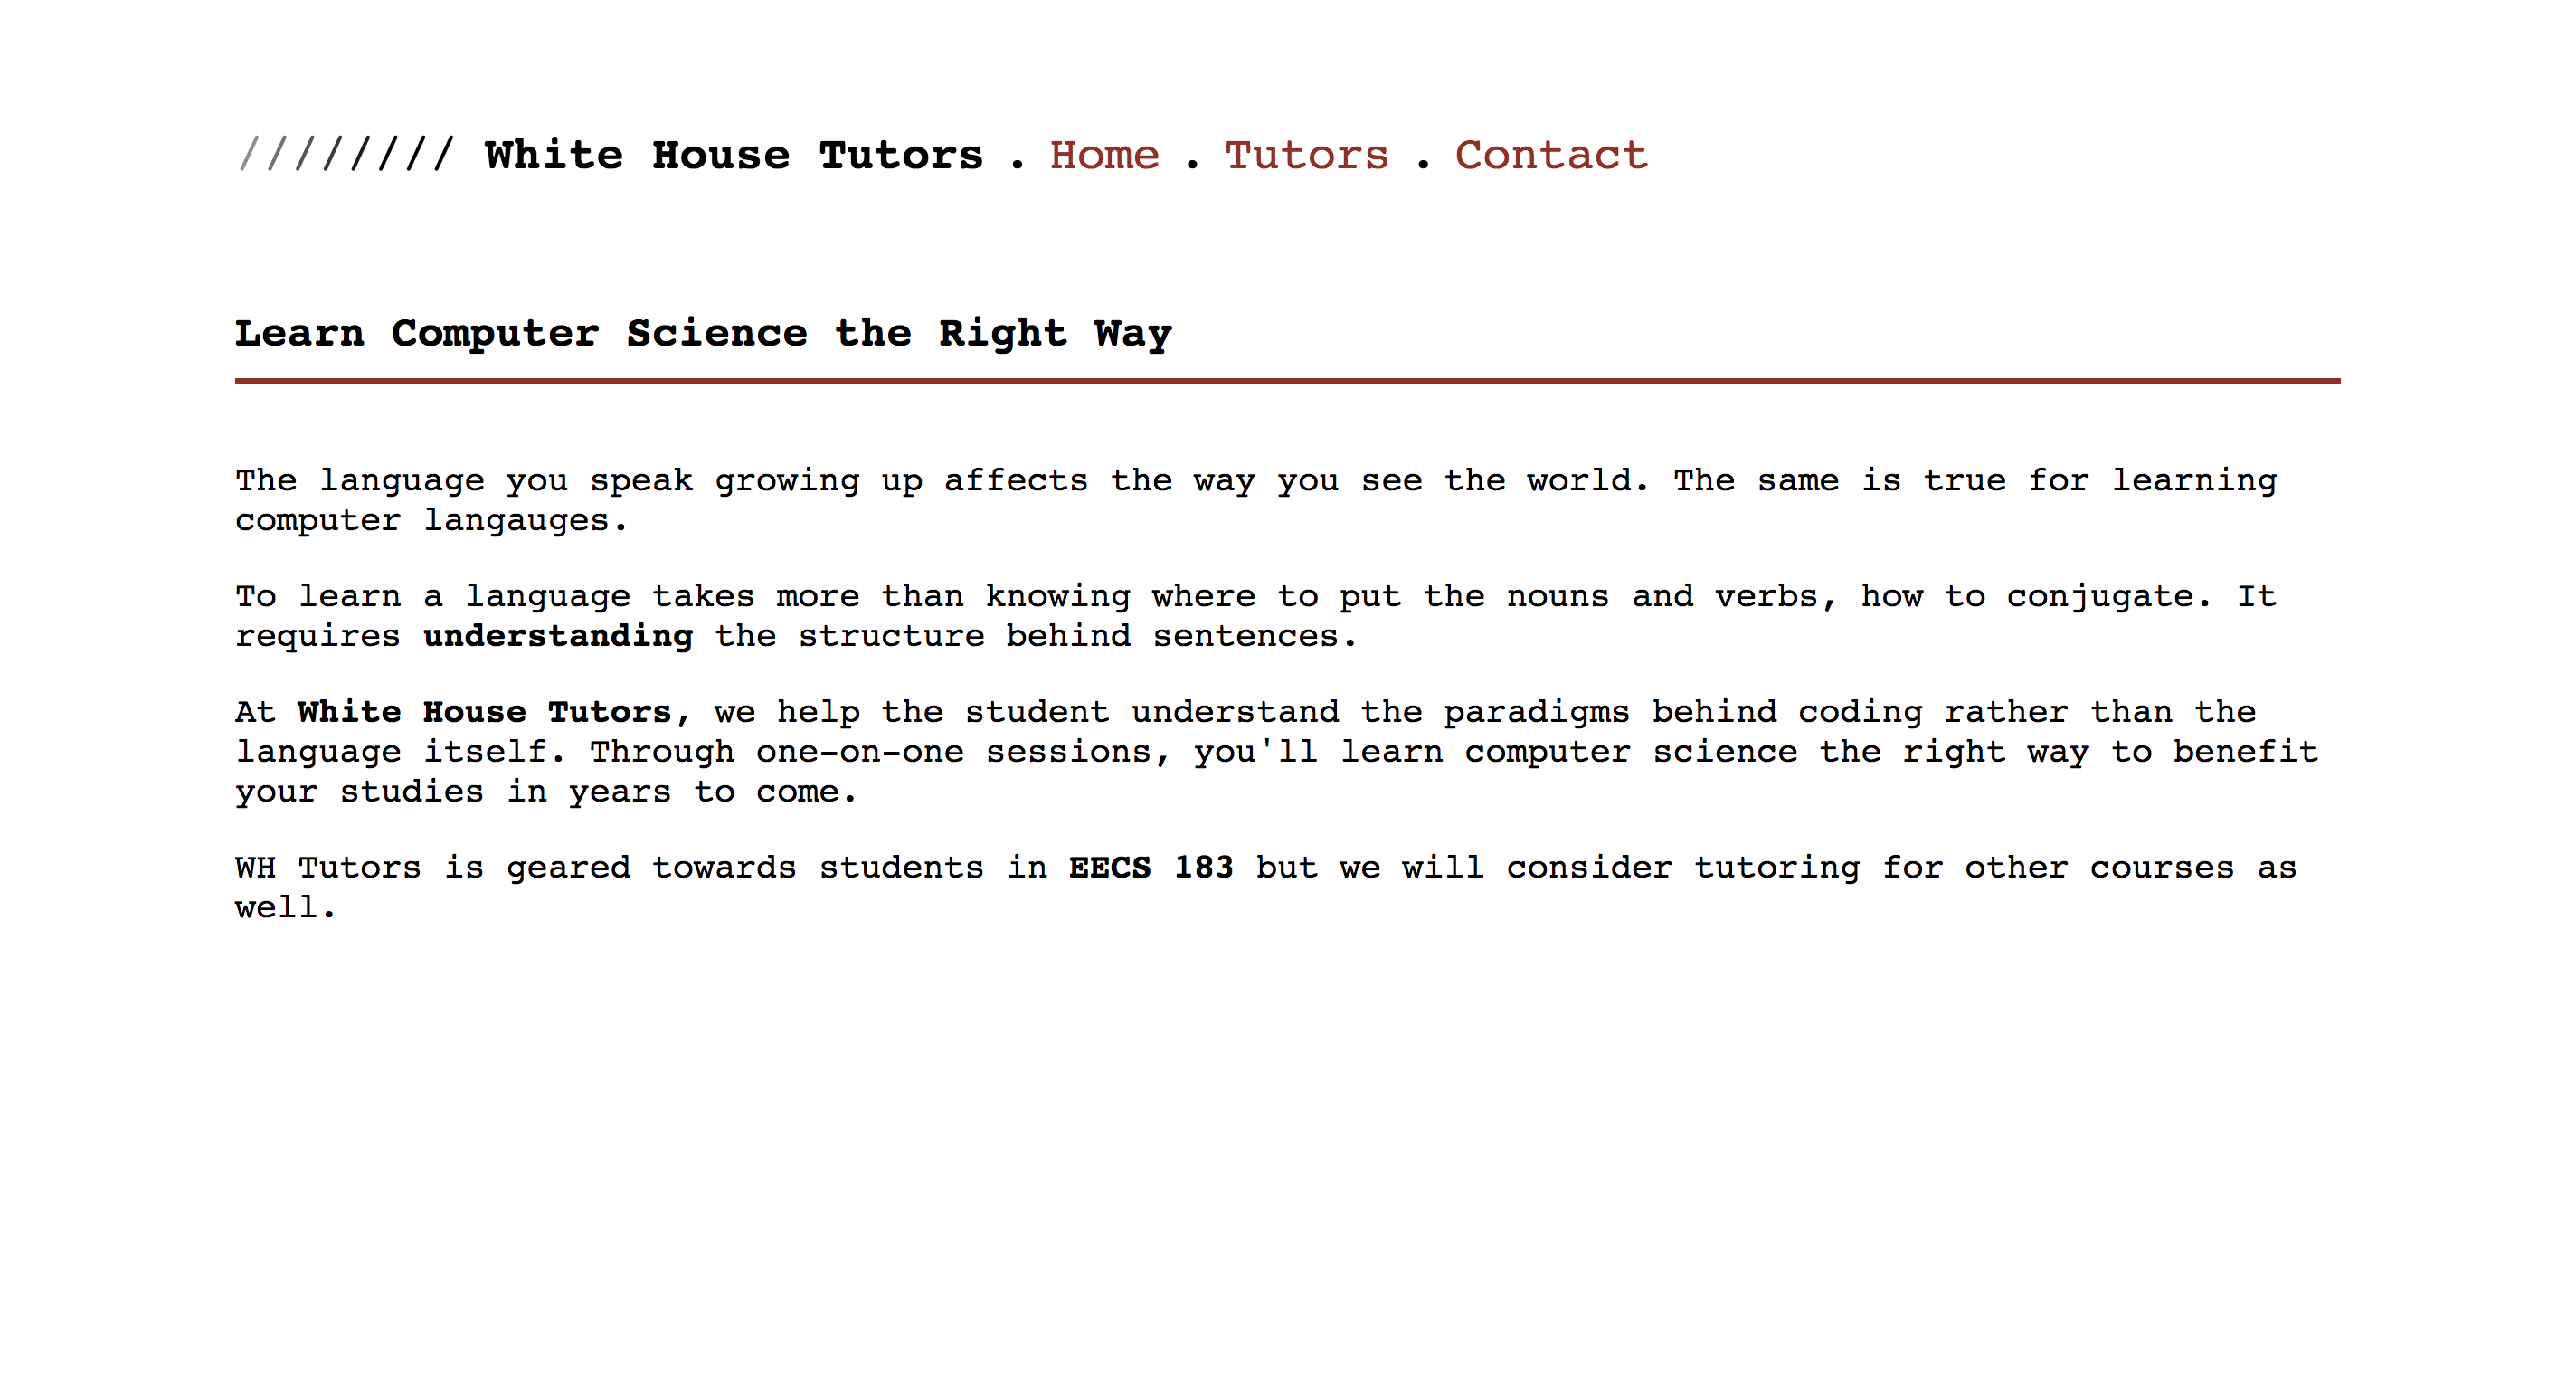 //////// White House Tutors . Home . Tutors . Contact
Learn Computer Science the Right Way
The language you speak growing up affects the way you see the world. The same is true for learning
computer langauges.
To learn a language takes more than knowing where to put the nouns and verbs, how to conjugate. It
requires understanding the structure behind sentences.
At White House Tutors, we help the student understand the paradigms behind coding rather than the
language itself. Through one-on-one sessions, you'll learn computer science the right way to benefit
your studies in years to come.
WH Tutors is geared towards students in EECS 183 but we will consider tutoring for other courses as
well.